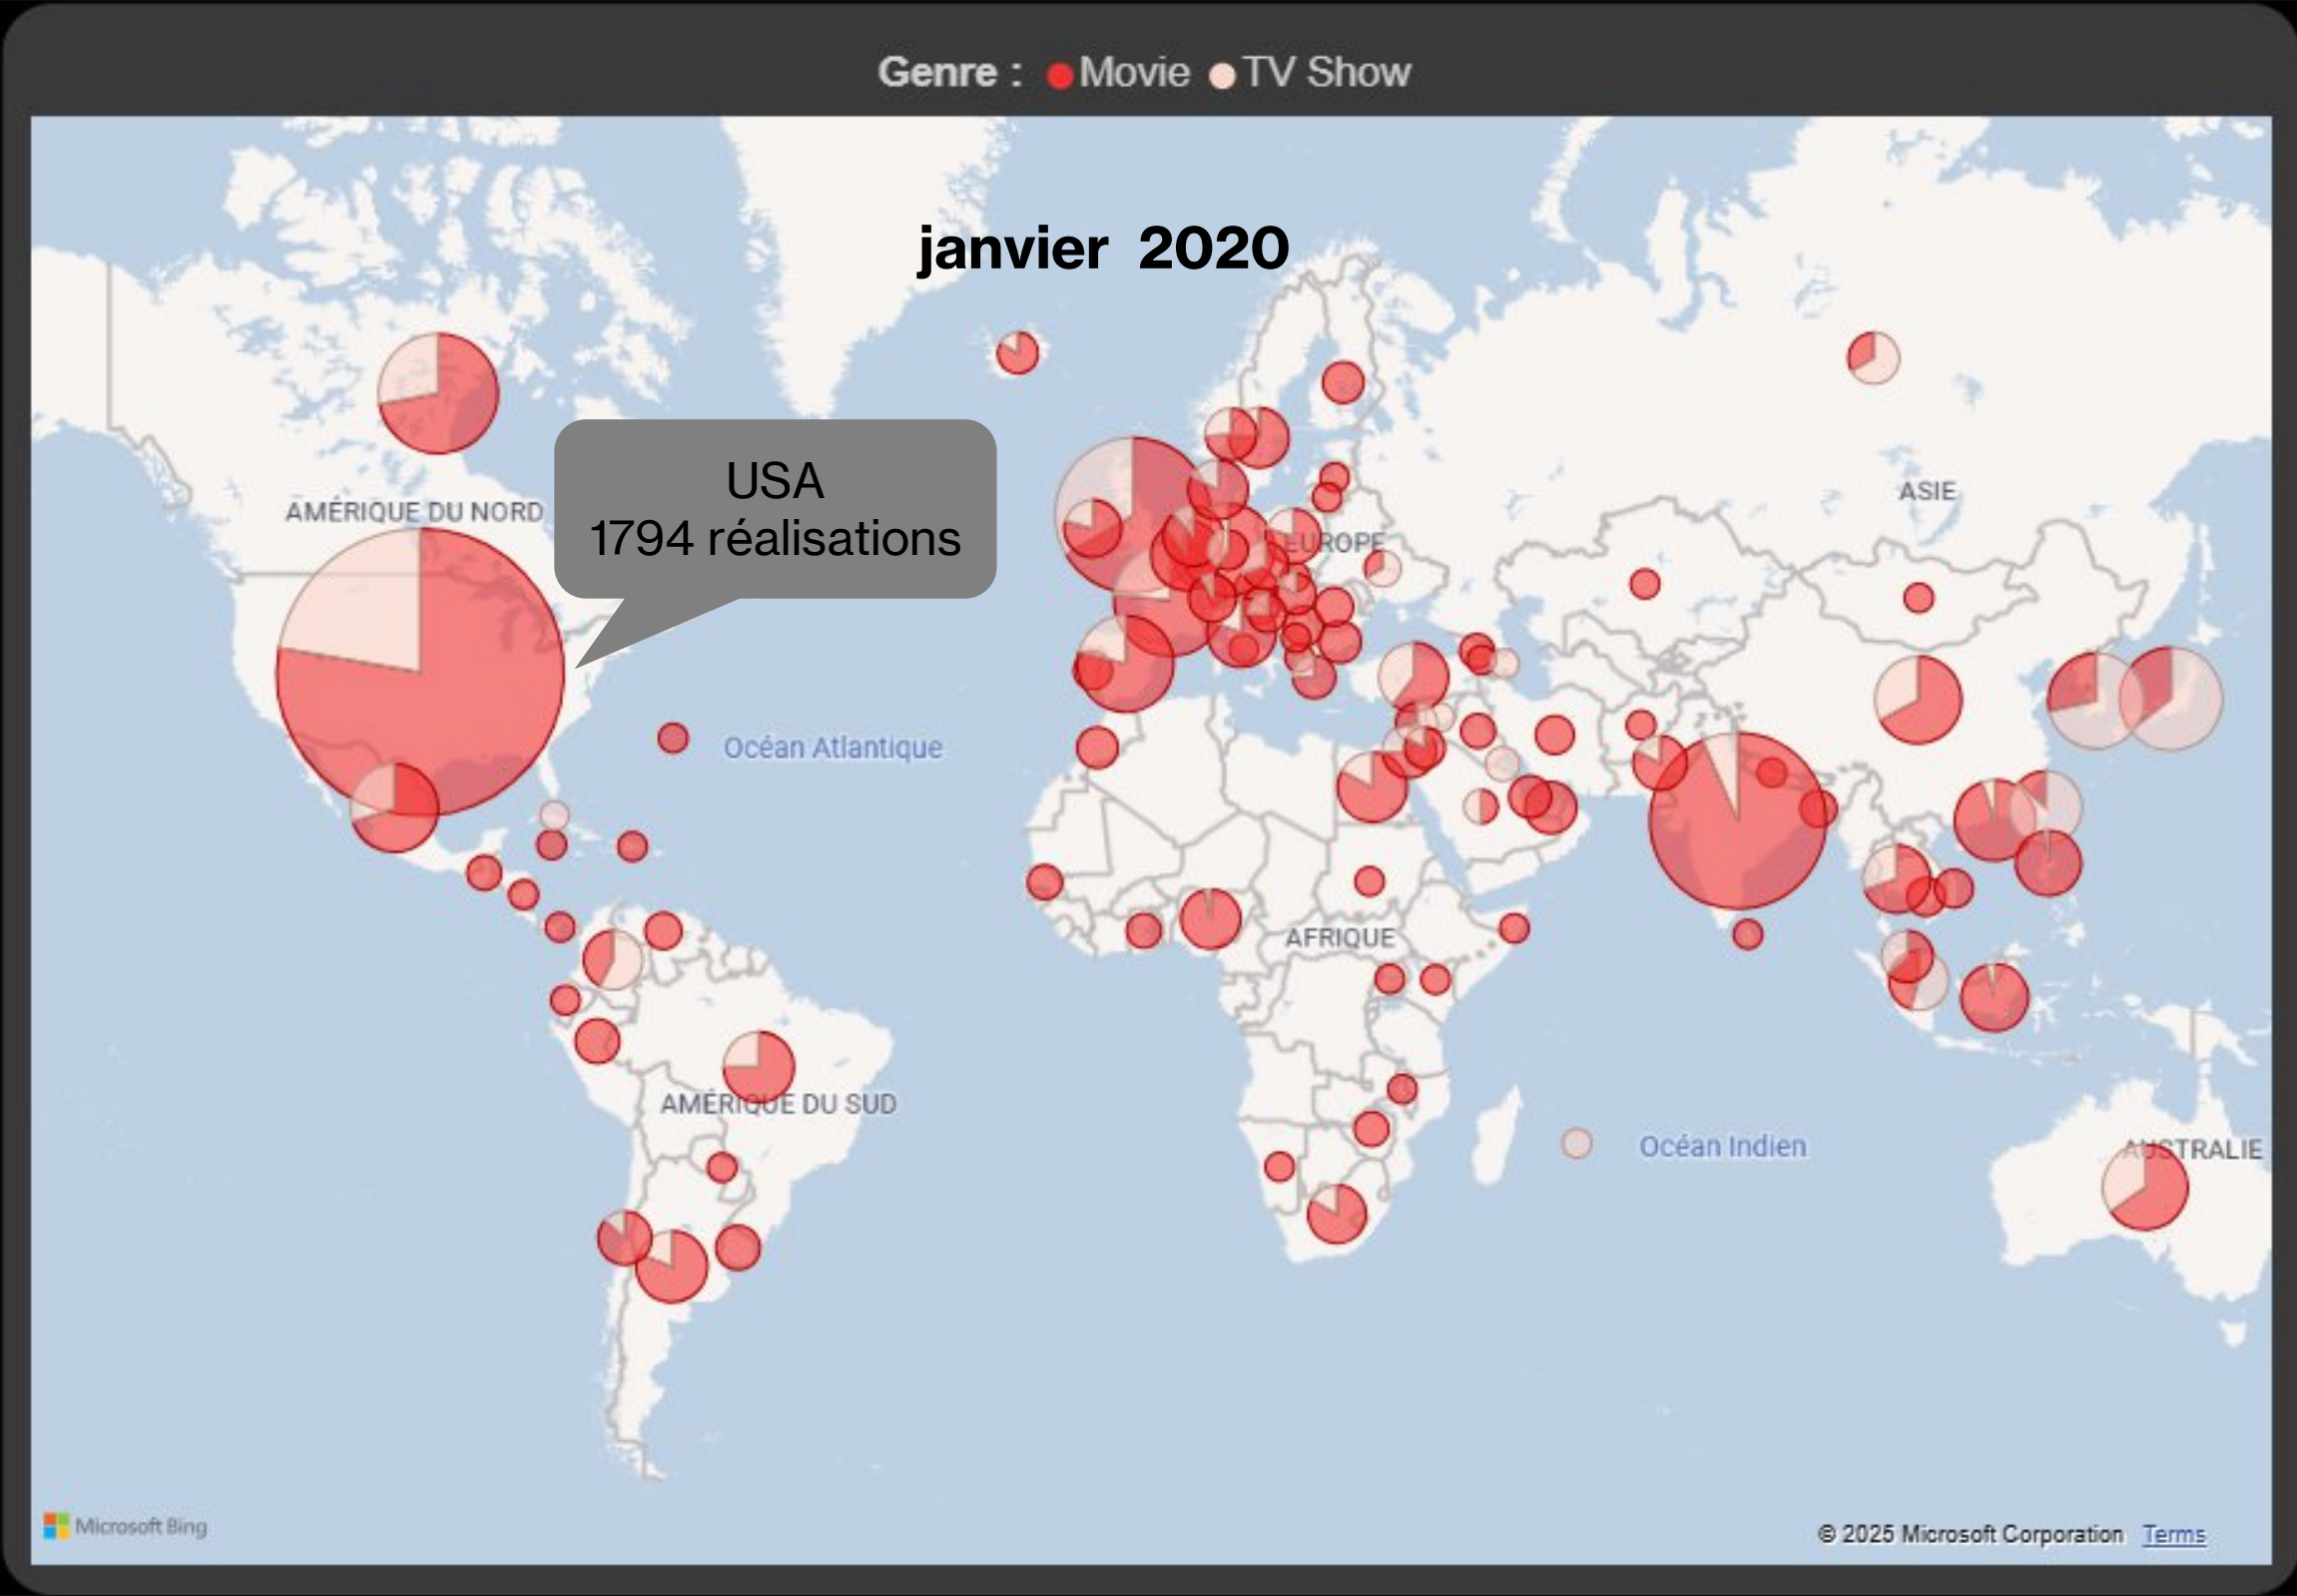 Genre : Movie TV Show
janvier 2020
USA
1794 réalisations
AMÉRIQUE DU NORD
ASIE
EUROPE
Océan Atlantique
AFRIQUE
AMÉRIQUE DU SUD
Océan Indien
AUSTRALIE
Microsoft Bing
© 2025 Microsoft Corporation Terms